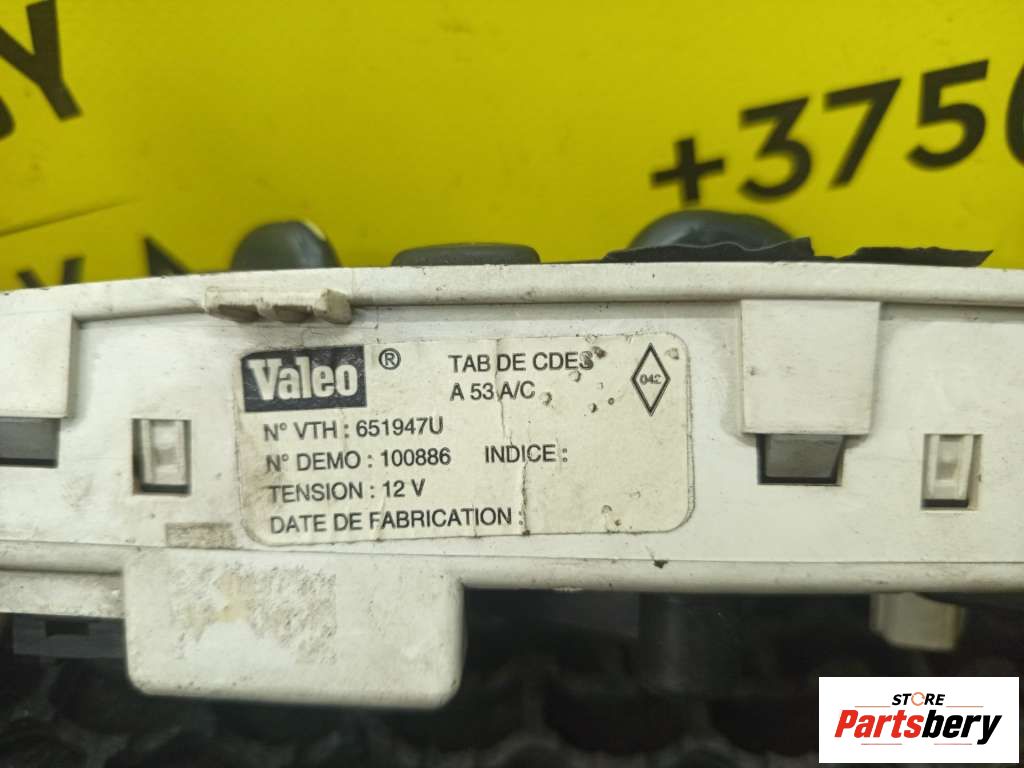 +375
Valeo ®
TAB DE CDES
A 53 A/C
042
N° VTH : 651947U
N° DEMO : 100886 INDICE :
TENSION : 12 V
DATE DE FABRICATION :
STORE
Partsbery